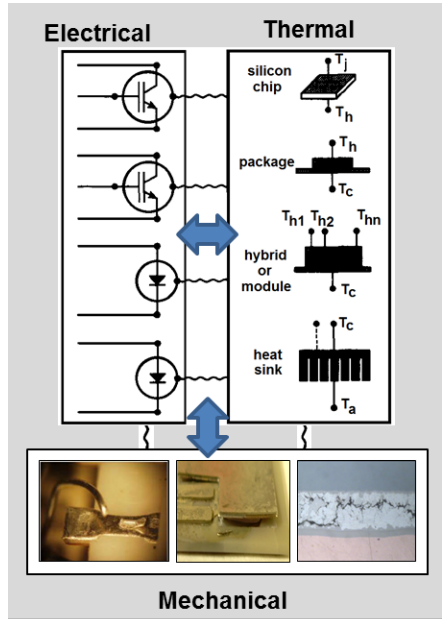 Electrical
Thermal
silicon
chip
Tj
Th
package
Th
Tc
Th1 Th2 Thn
hybrid
or
module
Tc
heat
sink
Tc
Ta
Mechanical